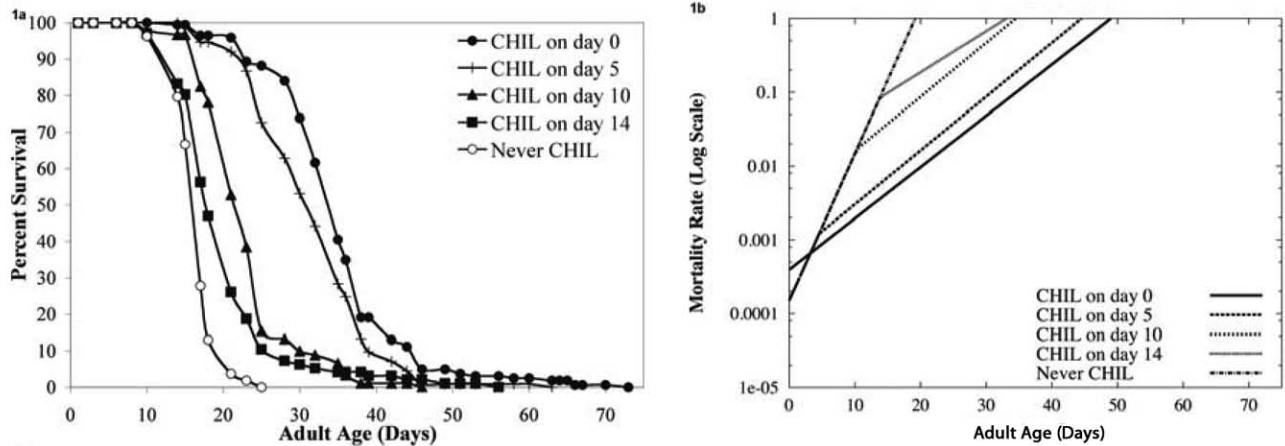 1a
100
90
80
70
60
50
40
30
20
10
0
Percent Survival
0 10 20 30 40 50 60 70
Adult Age (Days)
CHIL on day 0
CHIL on day 5
CHIL on day 10
CHIL on day 14
Never CHIL
1b
1
0.1
0.01
0.001
0.0001
1e-05
Mortality Rate (Log Scale)
0 10 20 30 40 50 60 70
Adult Age (Days)
CHIL on day 0
CHIL on day 5
CHIL on day 10
CHIL on day 14
Never CHIL